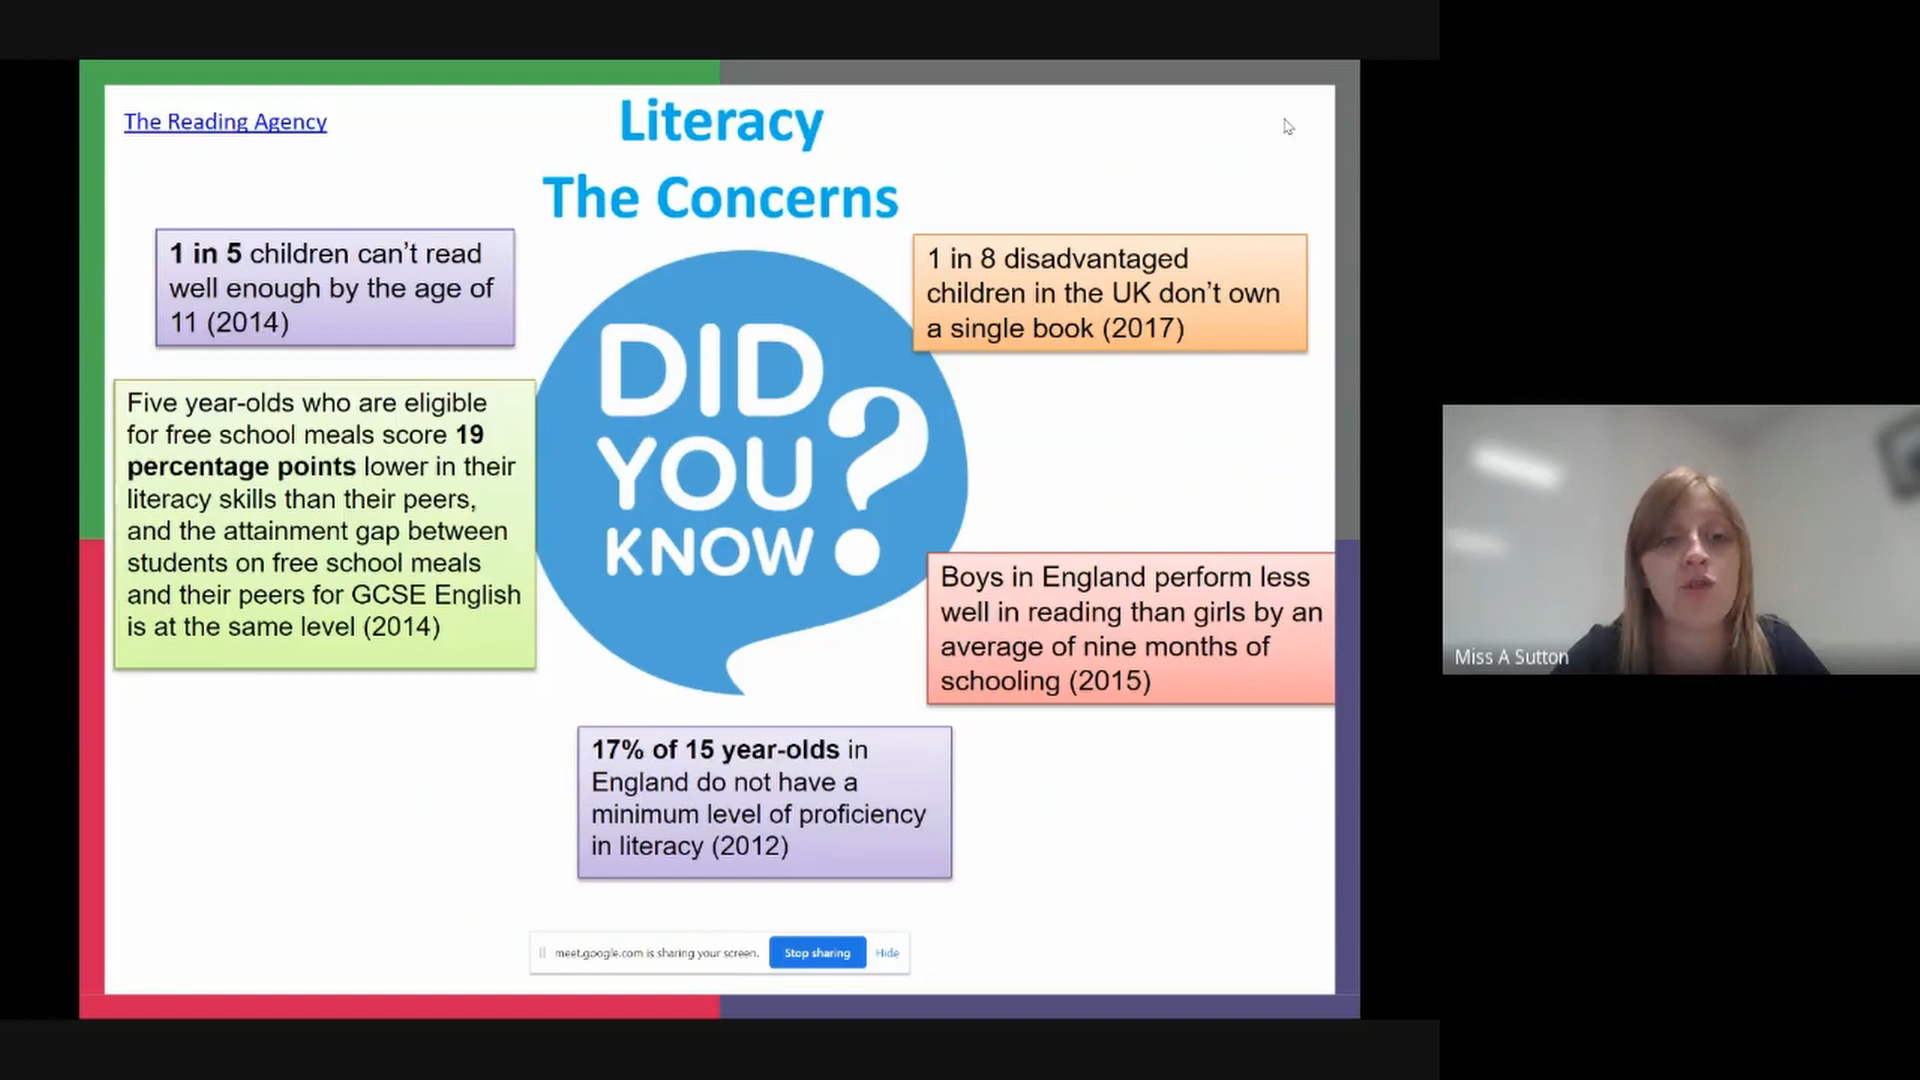 The Reading Agency
Literacy
The Concerns
1 in 5 children can't read
well enough by the age of
11 (2014)
1 in 8 disadvantaged
children in the UK don't own
a single book (2017)
Five year-olds who are eligible
for free school meals score 19
percentage points lower in their
literacy skills than their peers,
and the attainment gap between
students on free school meals
and their peers for GCSE English
is at the same level (2014)
DID
YOU
KNOW?
Boys in England perform less
well in reading than girls by an
average of nine months of
schooling (2015)
17% of 15 year-olds in
England do not have a
minimum level of proficiency
in literacy (2012)
meet.google.com is sharing your screen. Stop sharing Hide
Miss A Sutton